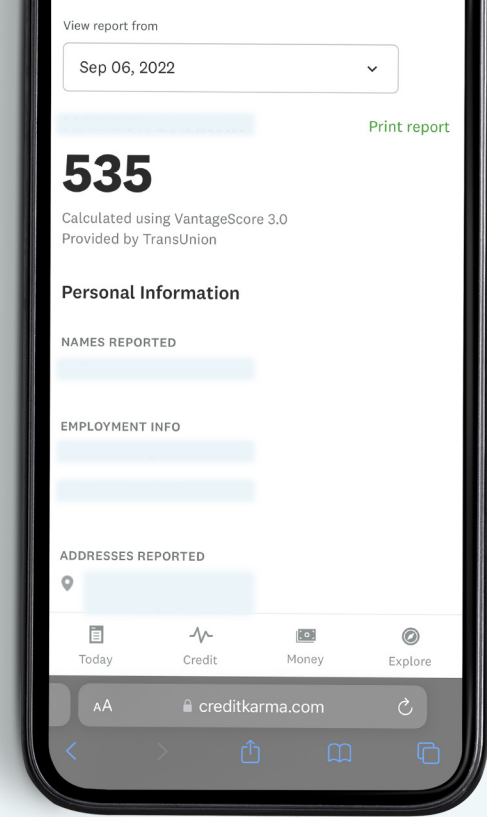 View report from
Sep 06, 2022
Print report
535
Calculated using VantageScore 3.0
Provided by TransUnion
Personal Information
NAMES REPORTED
EMPLOYMENT INFO
ADDRESSES REPORTED
Today Credit Money Explore
AA creditkarma.com